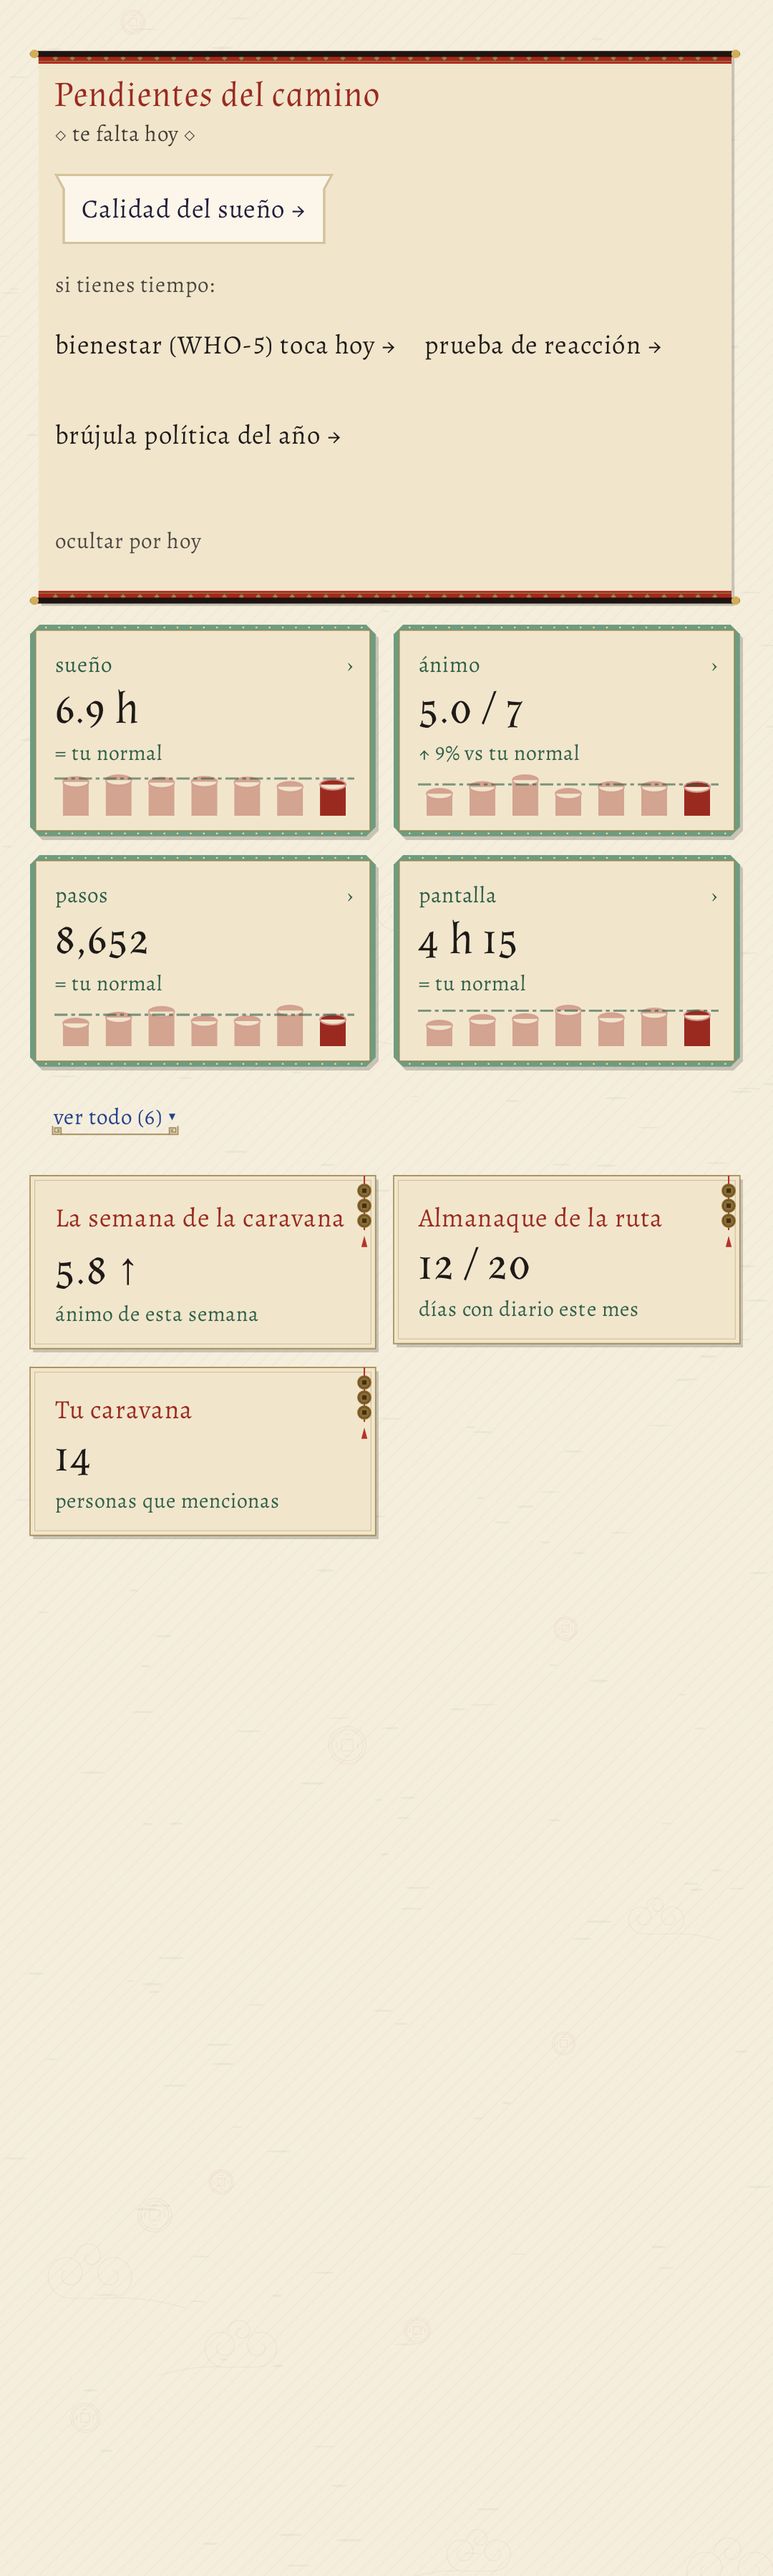 Pendientes del camino
◇ te falta hoy ◇
Calidad del sueño →
si tienes tiempo:
bienestar (WHO-5) toca hoy → prueba de reacción →
brújula política del año →
ocultar por hoy
sueño ›
6.9 h
= tu normal
ánimo ›
5.0 / 7
↑ 9% vs tu normal
pasos ›
8,652
= tu normal
pantalla ›
4 h 15
= tu normal
ver todo (6) ▾
La semana de la caravana
5.8 ↑
ánimo de esta semana
Almanaque de la ruta
12 / 20
días con diario este mes
Tu caravana
14
personas que mencionas